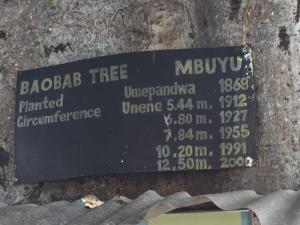 BAOBAB TREE MBUYU
Planted Umepandwa 1868
Circumference Unene 5.44 m, 1912
6.80 m, 1927
7.84 m, 1955
10.20 m, 1991
12.50 m,